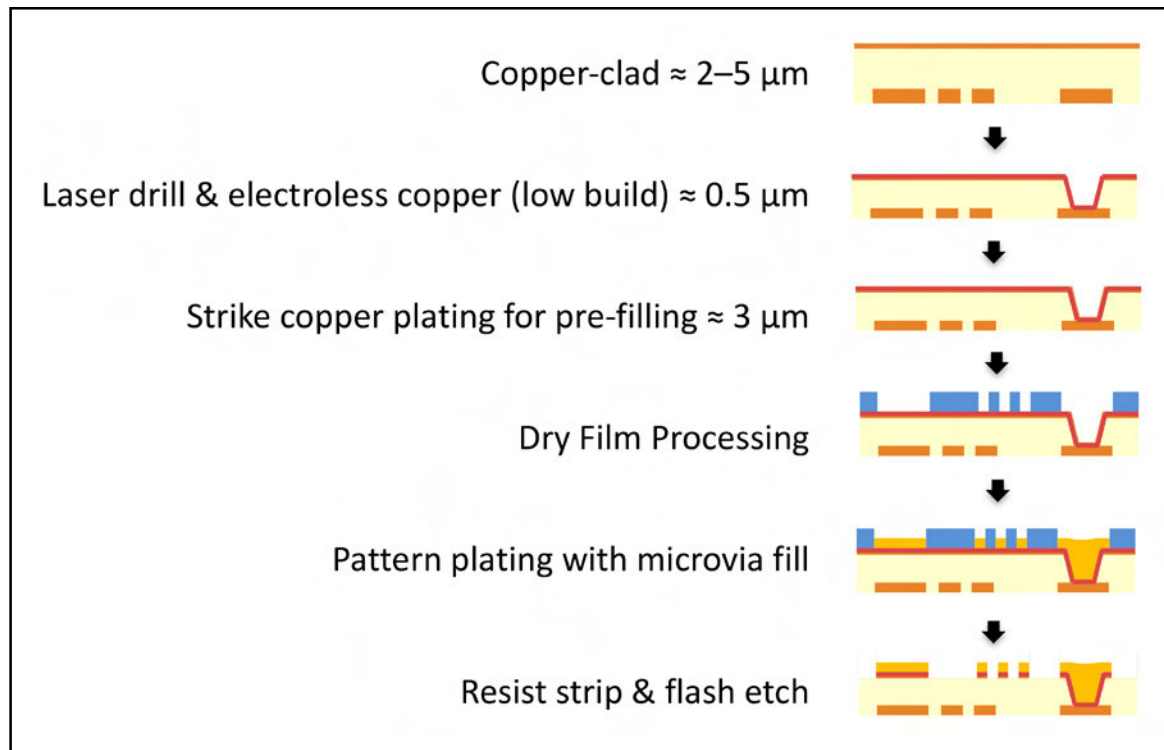 Copper-clad ≈ 2–5 μm
Laser drill & electroless copper (low build) ≈ 0.5 μm
Strike copper plating for pre-filling ≈ 3 μm
Dry Film Processing
Pattern plating with microvia fill
Resist strip & flash etch